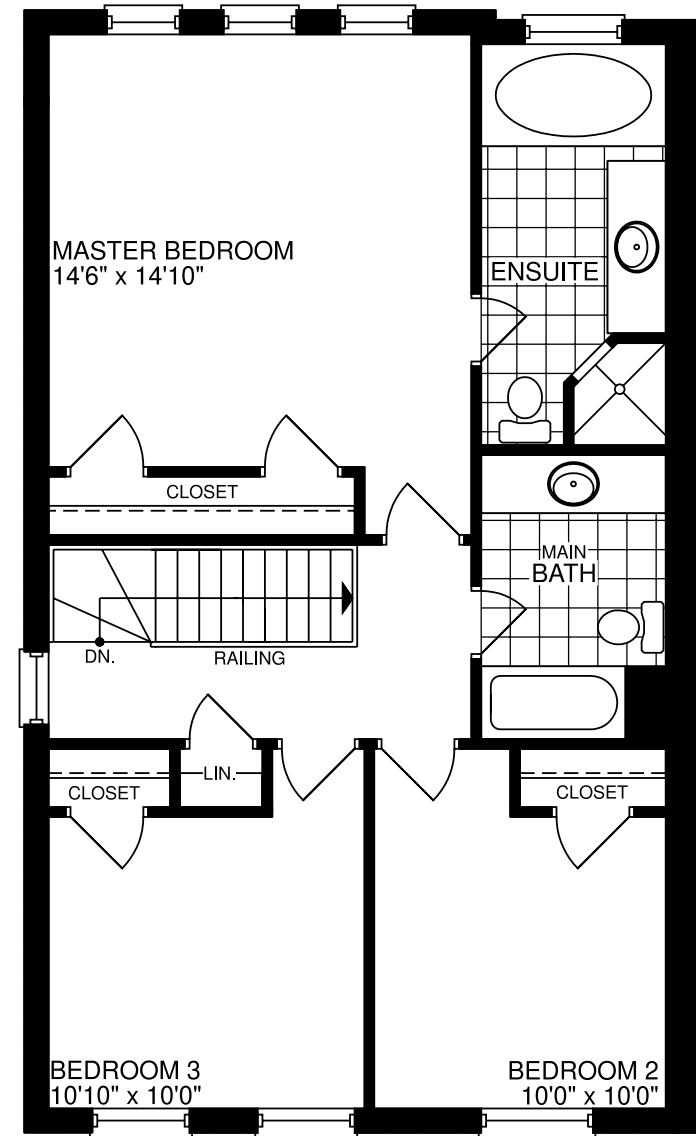 MASTER BEDROOM
14'6" x 14'10"
ENSUITE
CLOSET
MAIN
BATH
DN.
RAILING
LIN.
CLOSET
CLOSET
BEDROOM 3
10'10" x 10'0"
BEDROOM 2
10'0" x 10'0"